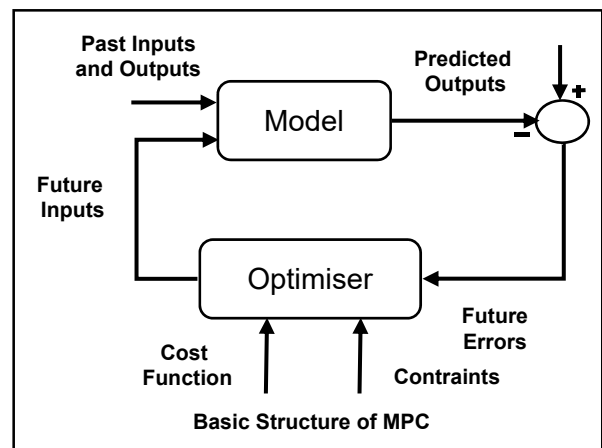 Past Inputs
and Outputs
Predicted
Outputs
+
Model
−
Future
Inputs
Optimiser
Future
Errors
Cost
Function
Contraints
Basic Structure of MPC